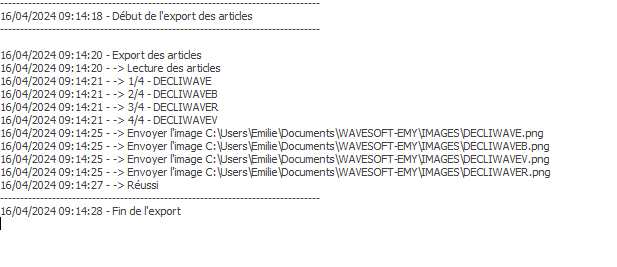 --------------------------------------------------------------------------------
16/04/2024 09:14:18 - Début de l'export des articles
--------------------------------------------------------------------------------
16/04/2024 09:14:20 - Export des articles
16/04/2024 09:14:20 - --> Lecture des articles
16/04/2024 09:14:21 - --> 1/4 - DECLIWAVE
16/04/2024 09:14:21 - --> 2/4 - DECLIWAVEB
16/04/2024 09:14:21 - --> 3/4 - DECLIWAVER
16/04/2024 09:14:21 - --> 4/4 - DECLIWAVEV
16/04/2024 09:14:25 - --> Envoyer l'image C:\Users\Emilie\Documents\WAVESOFT-EMY\IMAGES\DECLIWAVE.png
16/04/2024 09:14:25 - --> Envoyer l'image C:\Users\Emilie\Documents\WAVESOFT-EMY\IMAGES\DECLIWAVEB.png
16/04/2024 09:14:25 - --> Envoyer l'image C:\Users\Emilie\Documents\WAVESOFT-EMY\IMAGES\DECLIWAVEV.png
16/04/2024 09:14:25 - --> Envoyer l'image C:\Users\Emilie\Documents\WAVESOFT-EMY\IMAGES\DECLIWAVER.png
16/04/2024 09:14:27 - --> Réussi
--------------------------------------------------------------------------------
16/04/2024 09:14:28 - Fin de l'export